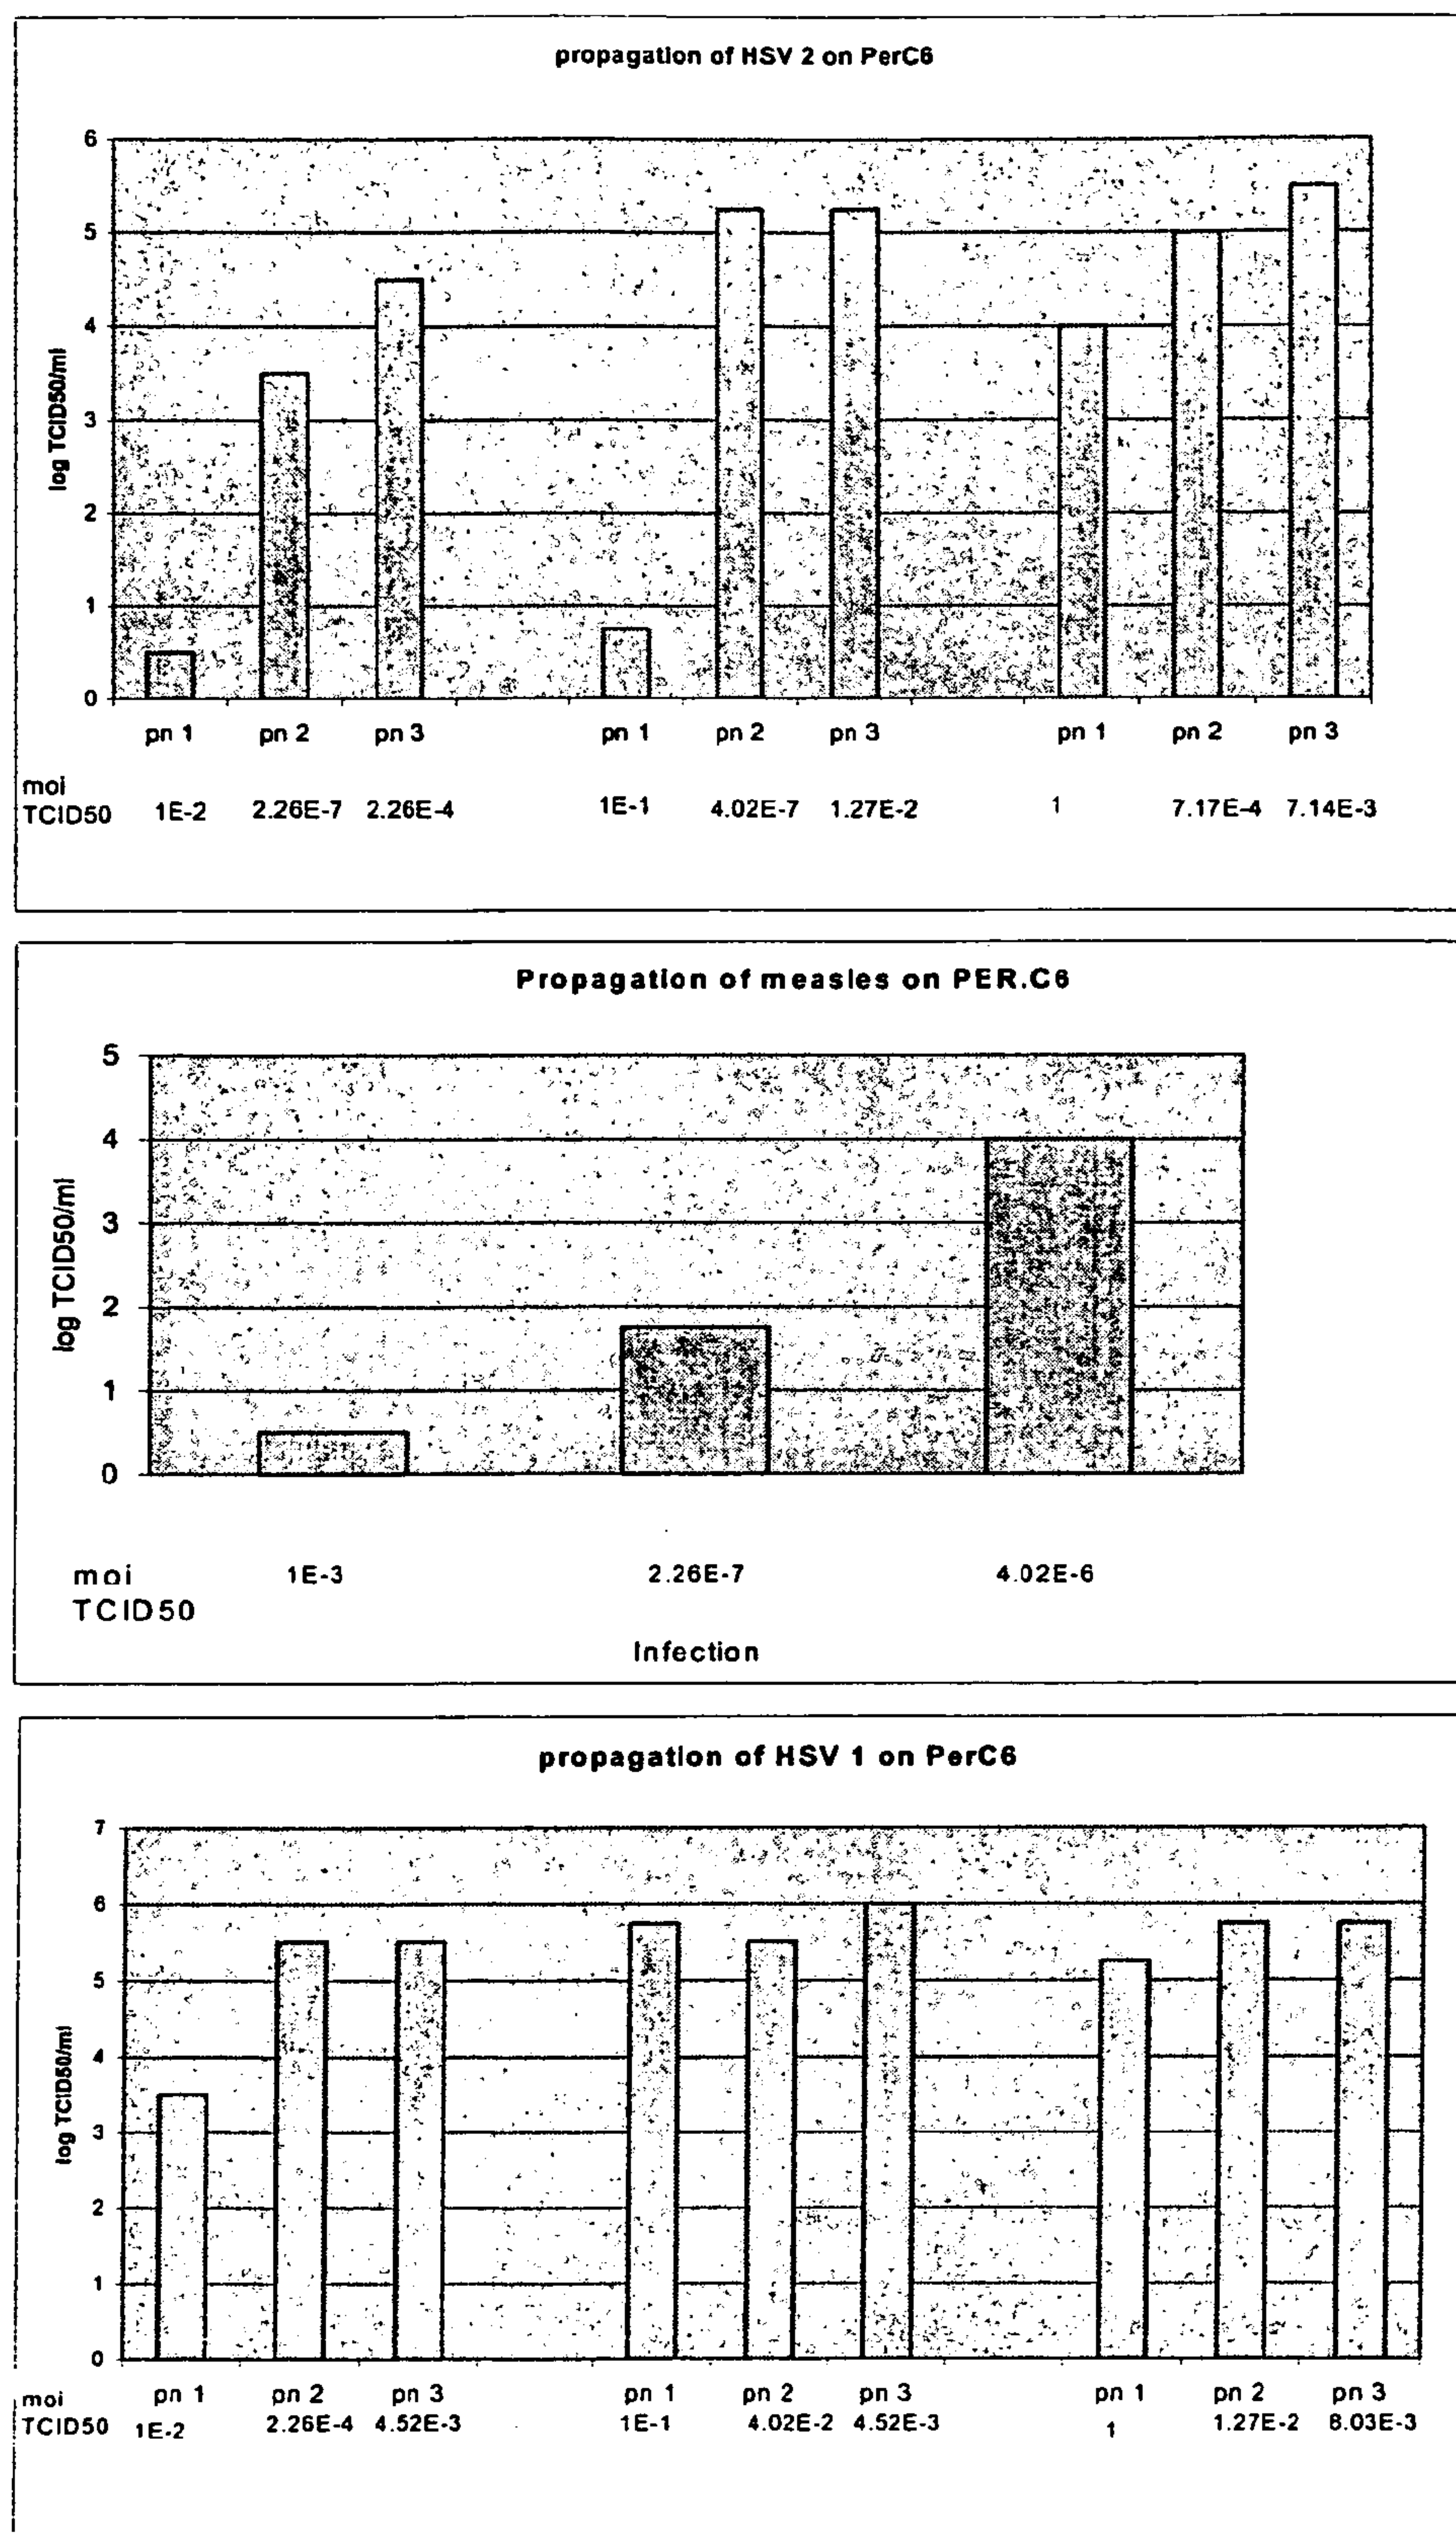 propagation of HSV 2 on PerC6
6
5
4
3
2
1
0
log TCID50/ml
pn 1 pn 2 pn 3 pn 1 pn 2 pn 3 pn 1 pn 2 pn 3
moi
TCID50 1E-2 2.26E-7 2.26E-4 1E-1 4.02E-7 1.27E-2 1 7.17E-4 7.14E-3
Propagation of measles on PER.C6
5
4
3
2
1
0
log TCID50/ml
moi 1E-3 2.26E-7 4.02E-6
TCID50
Infection
propagation of HSV 1 on PerC6
7
6
5
4
3
2
1
0
log TCID50/ml
moi pn 1 pn 2 pn 3 pn 1 pn 2 pn 3 pn 1 pn 2 pn 3
TCID50 1E-2 2.26E-4 4.52E-3 1E-1 4.02E-2 4.52E-3 1 1.27E-2 8.03E-3